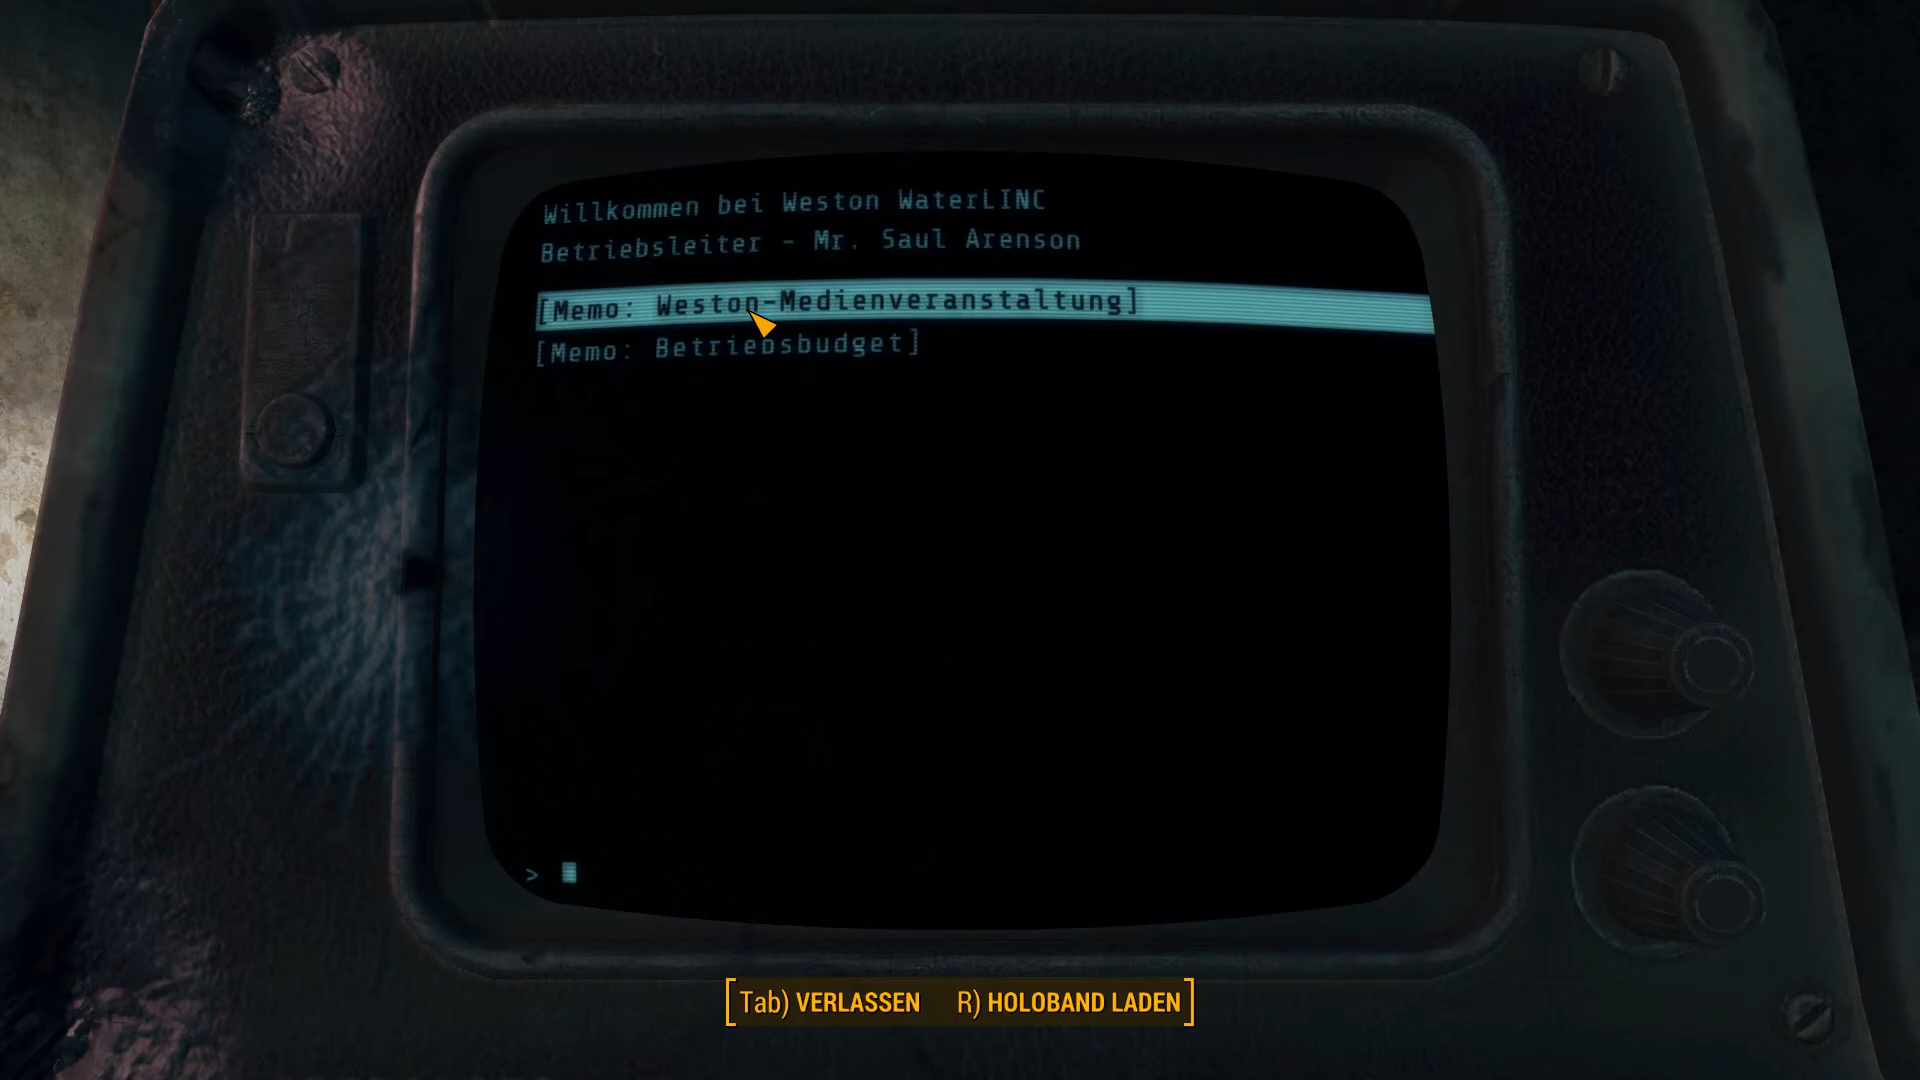 Willkommen bei Weston WaterLINC
Betriebsleiter - Mr. Saul Arenson
[Memo: Weston-Medienveranstaltung]
[Memo: Betriebsbudget]
>
Tab) VERLASSEN R) HOLOBAND LADEN